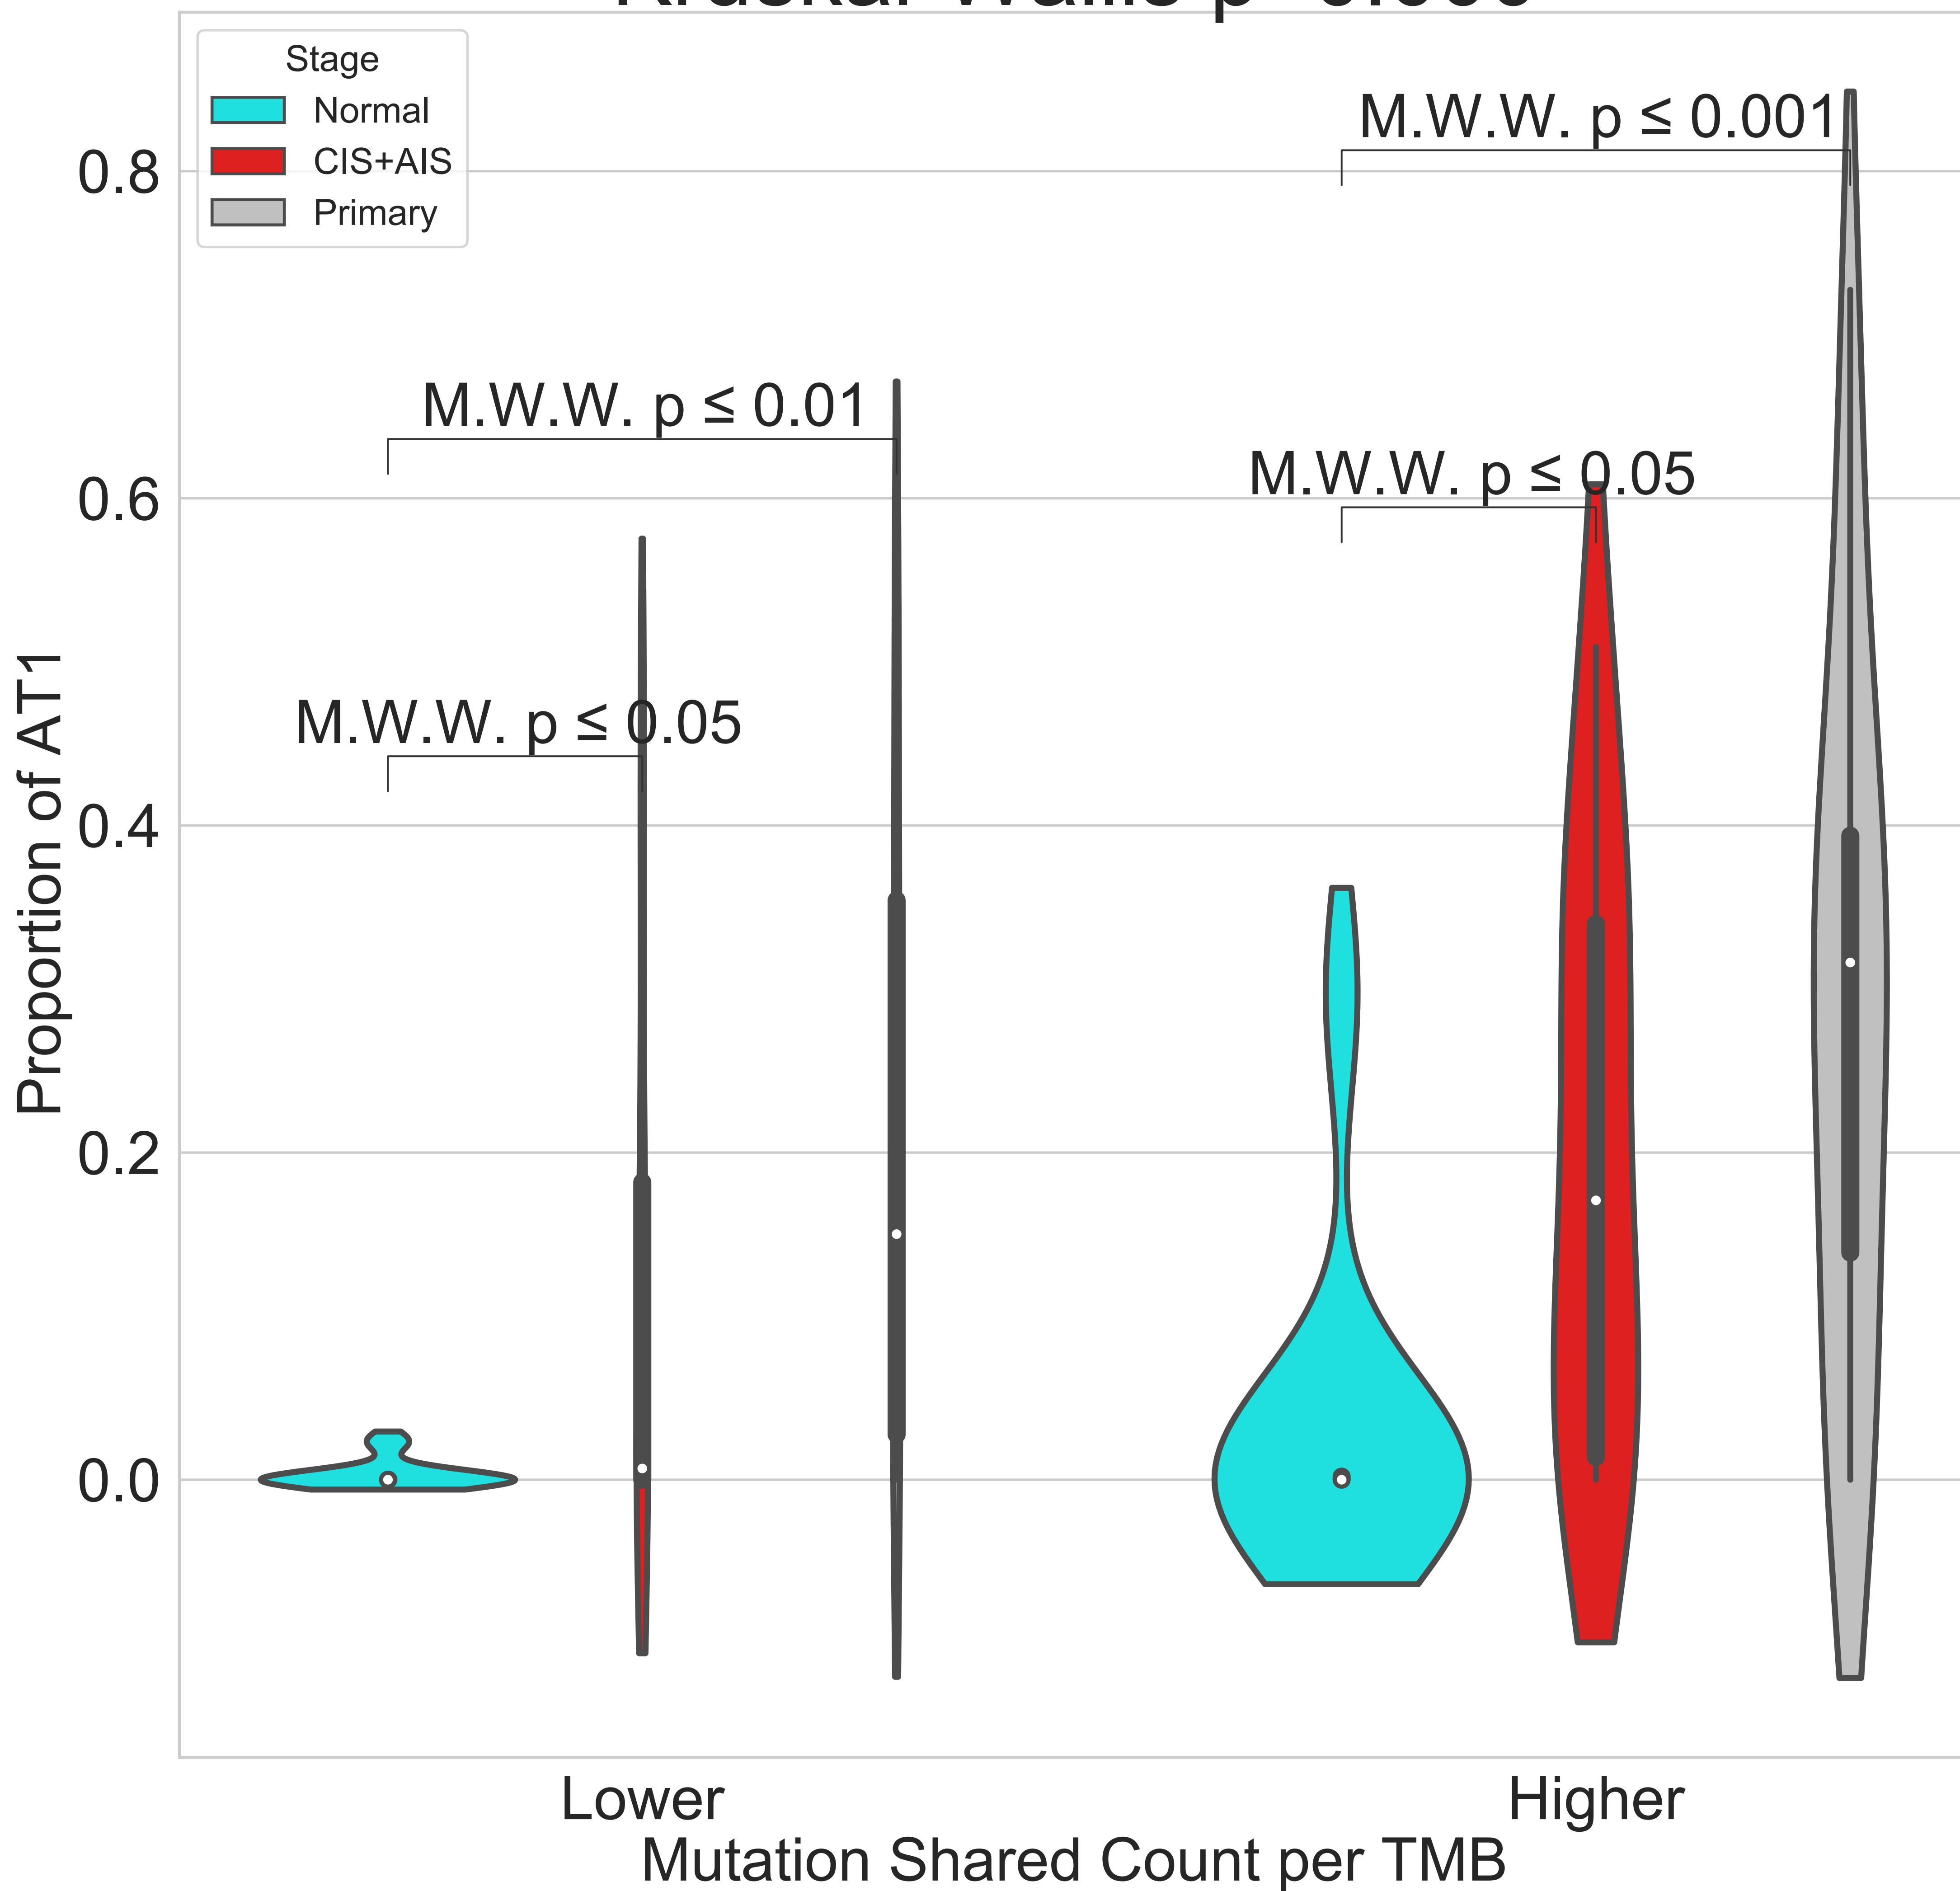 Stage
Normal
CIS+AIS
Primary
M.W.W. p ≤ 0.001
M.W.W. p ≤ 0.01
M.W.W. p ≤ 0.05
M.W.W. p ≤ 0.05
0.8
0.6
0.4
0.2
0.0
Proportion of AT1
Lower
Higher
Mutation Shared Count per TMB